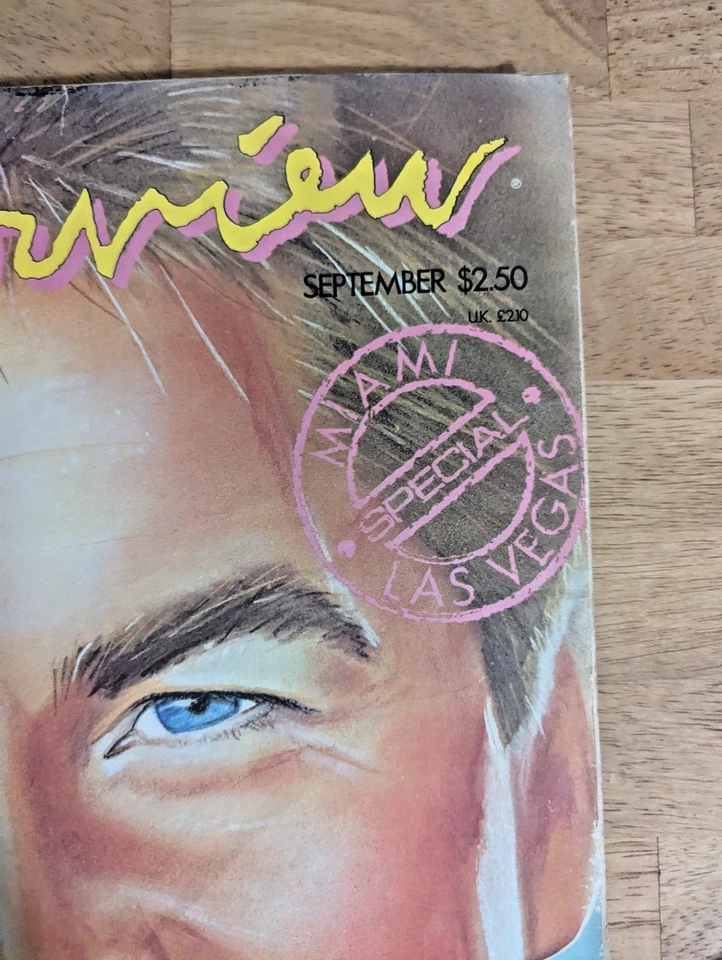 rview ®
SEPTEMBER $2.50
U.K. £2.10
MIAMI
SPECIAL
LAS VEGAS